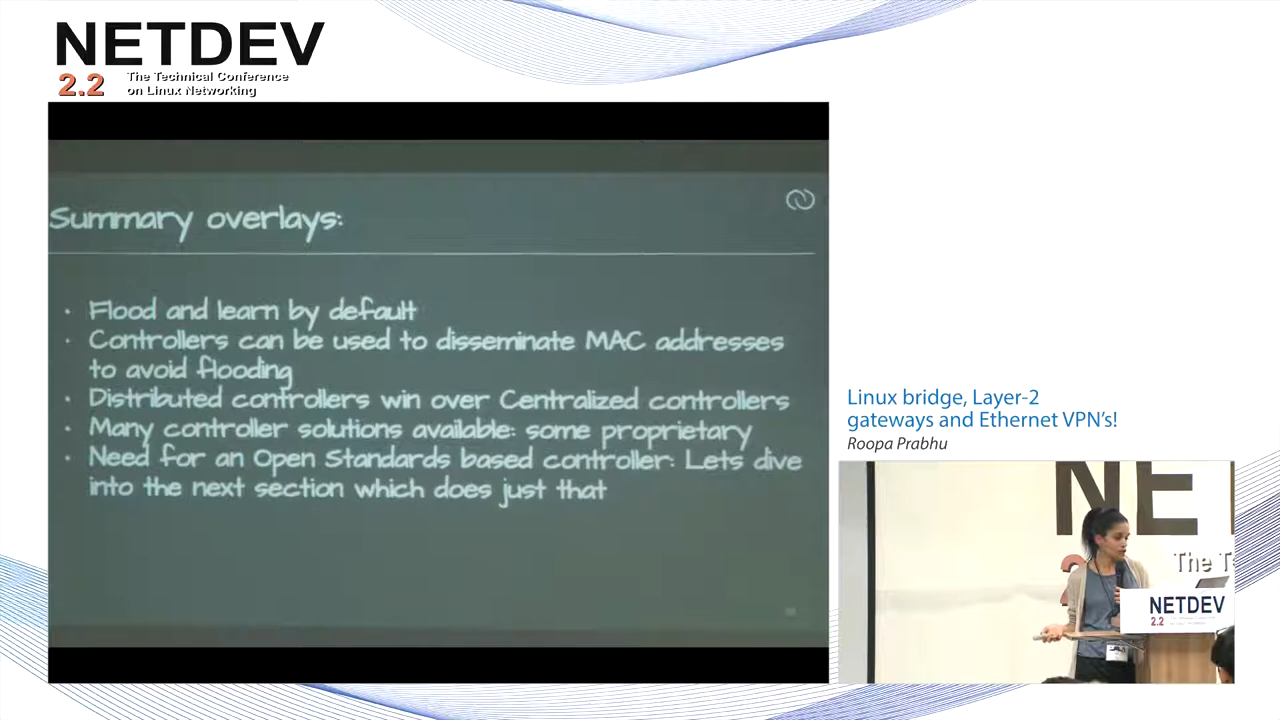 NETDEV
2.2 The Technical Conference
on Linux Networking
Summary overlays:
• Flood and learn by default
• Controllers can be used to disseminate MAC addresses
to avoid flooding
• Distributed controllers win over Centralized controllers
• Many controller solutions available: some proprietary
• Need for an Open Standards based controller: Lets dive
into the next section which does just that
Linux bridge, Layer-2
gateways and Ethernet VPN's!
Roopa Prabhu
NE
The Te
NETDEV
2.2